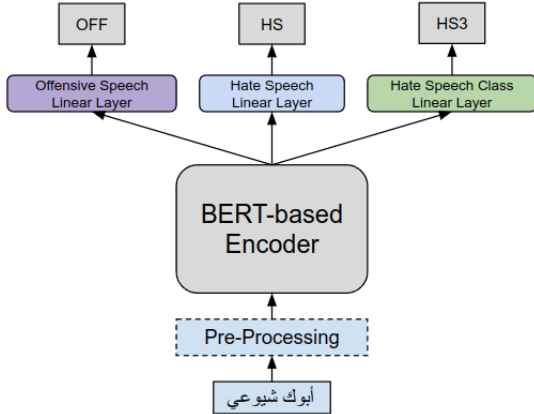 OFF
HS
HS3
Offensive Speech
Linear Layer
Hate Speech
Linear Layer
Hate Speech Class
Linear Layer
BERT-based
Encoder
Pre-Processing
أبوك شيوعي